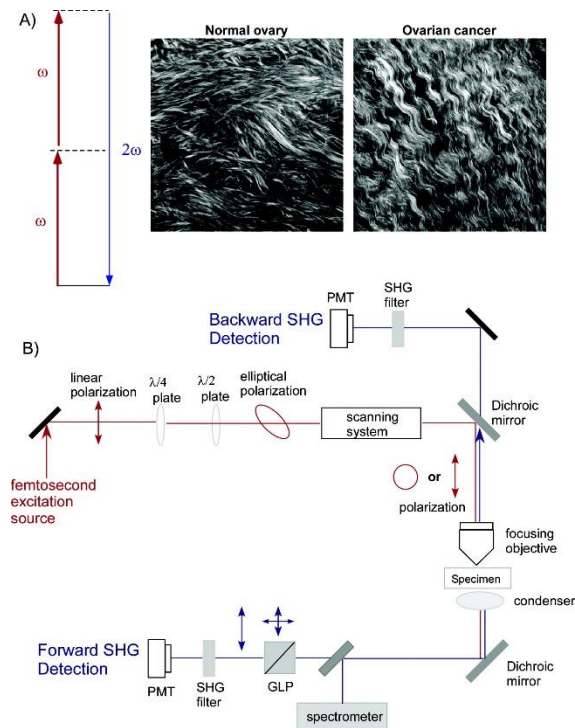 A)
Normal ovary
Ovarian cancer
ω
2ω
ω
B)
Backward SHG
Detection
PMT
SHG
filter
linear
polarization
λ/4
plate
λ/2
plate
elliptical
polarization
scanning
system
Dichroic
mirror
femtosecond
excitation
source
or
polarization
focusing
objective
Specimen
condenser
Forward SHG
Detection
PMT
SHG
filter
GLP
Dichroic
mirror
spectrometer